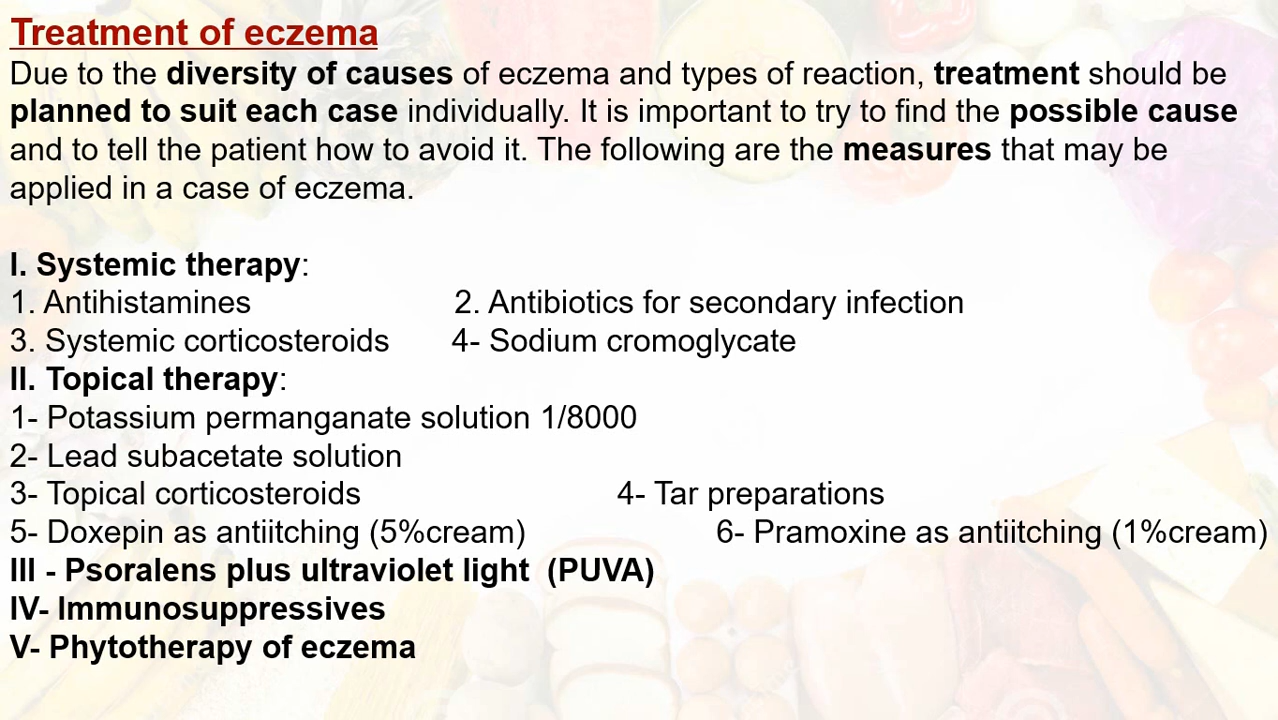 Treatment of eczema
Due to the diversity of causes of eczema and types of reaction, treatment should be
planned to suit each case individually. It is important to try to find the possible cause
and to tell the patient how to avoid it. The following are the measures that may be
applied in a case of eczema.
I. Systemic therapy:
1. Antihistamines 2. Antibiotics for secondary infection
3. Systemic corticosteroids 4- Sodium cromoglycate
II. Topical therapy:
1- Potassium permanganate solution 1/8000
2- Lead subacetate solution
3- Topical corticosteroids 4- Tar preparations
5- Doxepin as antiitching (5%cream) 6- Pramoxine as antiitching (1%cream)
III - Psoralens plus ultraviolet light (PUVA)
IV- Immunosuppressives
V- Phytotherapy of eczema